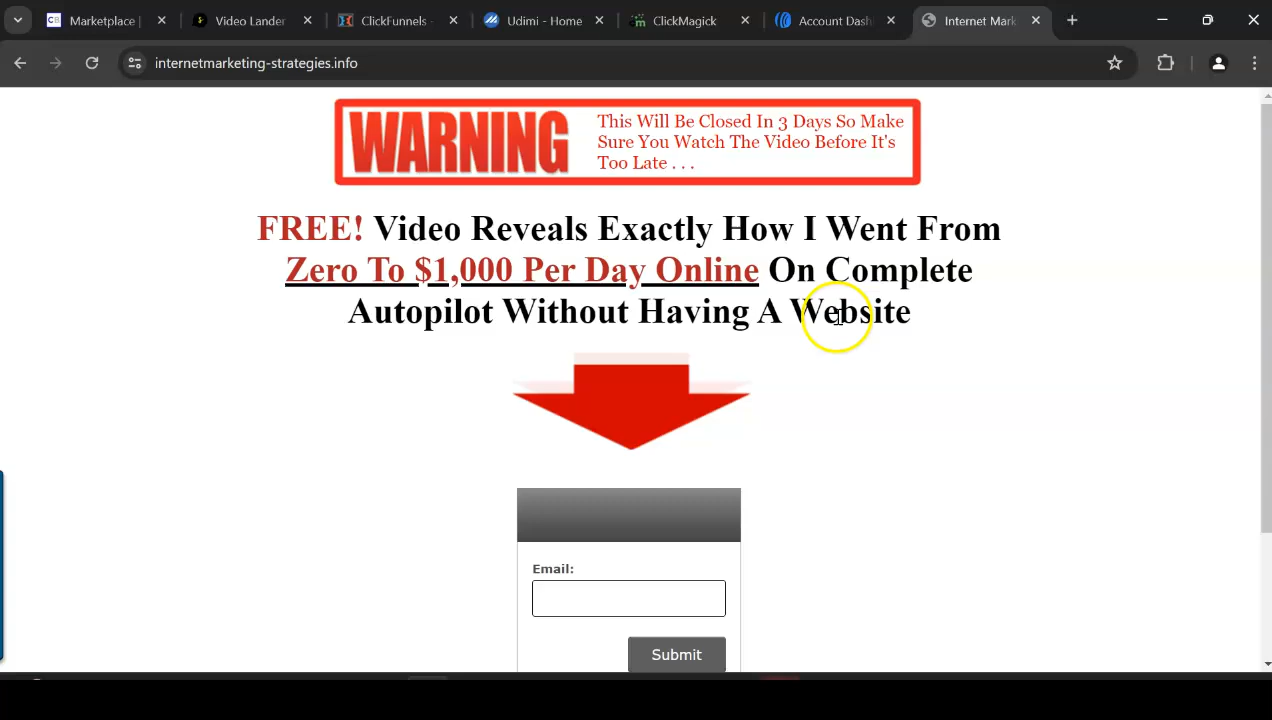 CB Marketplace |
Video Lander
ClickFunnels -
Udimi - Home
ClickMagick
Account Dash
Internet Mark
internetmarketing-strategies.info
WARNING
This Will Be Closed In 3 Days So Make
Sure You Watch The Video Before It's
Too Late . . .
FREE! Video Reveals Exactly How I Went From
Zero To $1,000 Per Day Online On Complete
Autopilot Without Having A Website
Email:
Submit